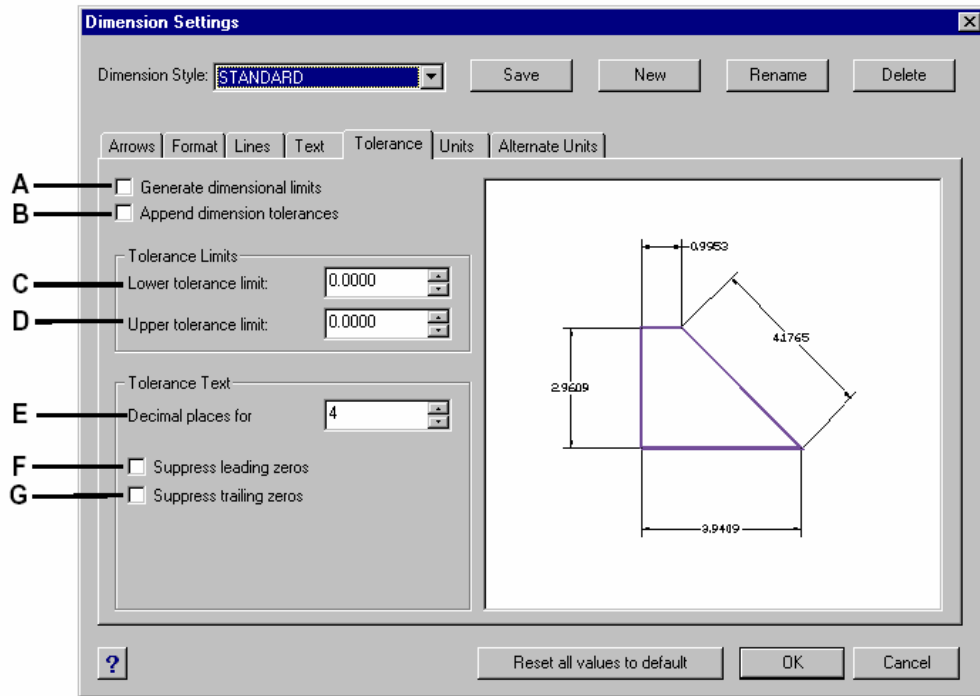 Dimension Settings
Dimension Style: STANDARD Save New Rename Delete
Arrows Format Lines Text Tolerance Units Alternate Units
A Generate dimensional limits
B Append dimension tolerances
Tolerance Limits
C Lower tolerance limit: 0.0000
D Upper tolerance limit: 0.0000
Tolerance Text
E Decimal places for 4
F Suppress leading zeros
G Suppress trailing zeros
0.9953
4.1765
2.9609
3.9409
? Reset all values to default OK Cancel